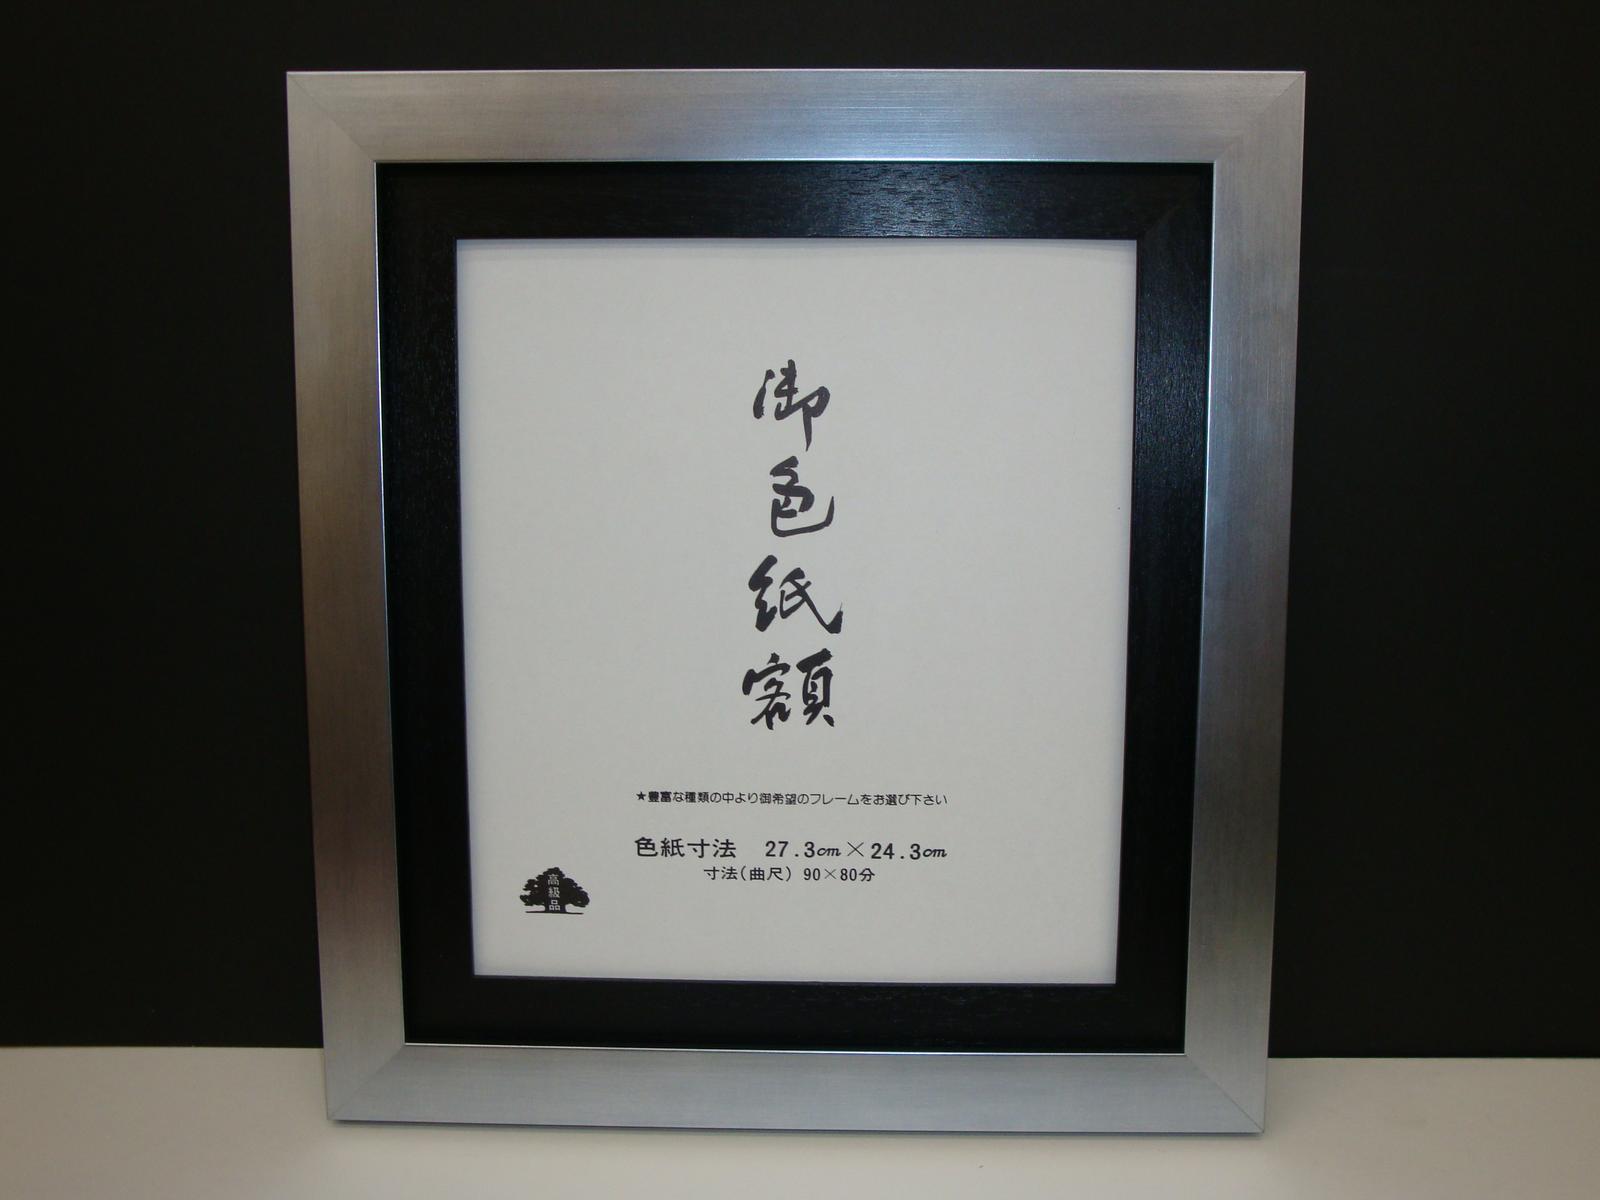 御色紙額
★豊富な種類の中より御希望のフレームをお選び下さい
色紙寸法 27.3cm×24.3cm
寸法(曲尺) 90×80分
高級品